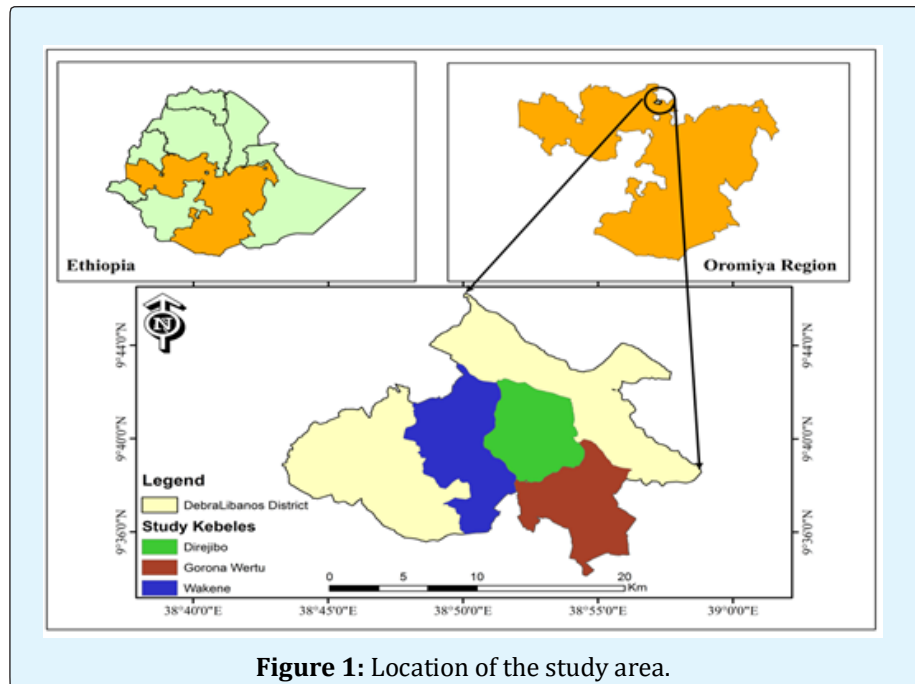 Ethiopia
Oromiya Region
N
9°44'0"N
9°40'0"N
9°36'0"N
9°44'0"N
9°40'0"N
9°36'0"N
Legend
DebraLibanos District
Study Kebeles
Direjibo
Gorona Wertu
Wakene
0 5 10 20
Km
38°40'0"E 38°45'0"E 38°50'0"E 38°55'0"E 39°0'0"E
Figure 1: Location of the study area.